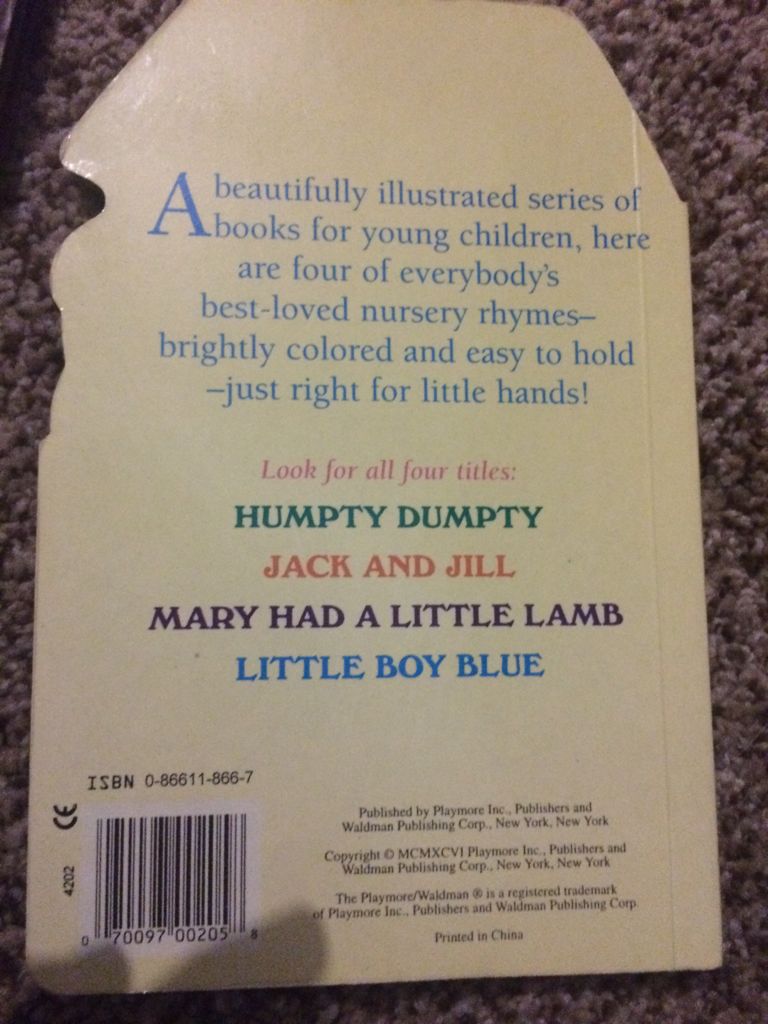 A beautifully illustrated series of
books for young children, here
are four of everybody's
best-loved nursery rhymes–
brightly colored and easy to hold
–just right for little hands!
Look for all four titles:
HUMPTY DUMPTY
JACK AND JILL
MARY HAD A LITTLE LAMB
LITTLE BOY BLUE
ISBN 0-86611-866-7
CE
4202
0 70097 00205 8
Published by Playmore Inc., Publishers and
Waldman Publishing Corp., New York, New York
Copyright © MCMXCVI Playmore Inc., Publishers and
Waldman Publishing Corp., New York, New York
The Playmore/Waldman ® is a registered trademark
of Playmore Inc., Publishers and Waldman Publishing Corp.
Printed in China